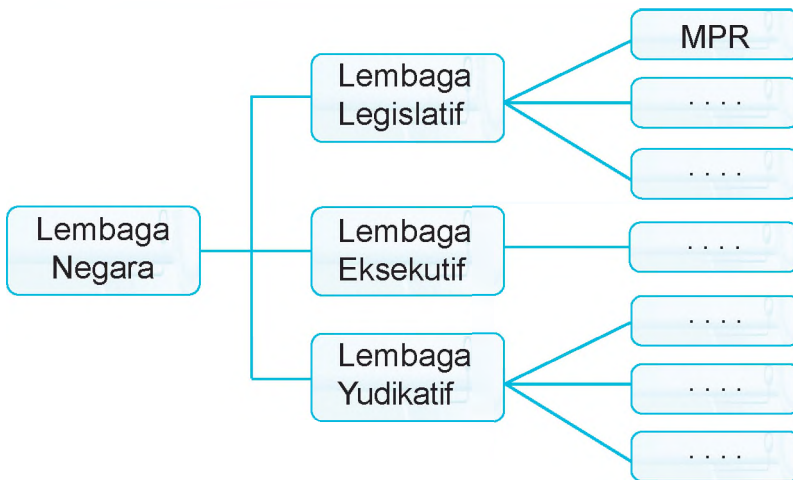 Lembaga
Negara
Lembaga
Legislatif
MPR
. . . .
. . . .
Lembaga
Eksekutif
. . . .
Lembaga
Yudikatif
. . . .
. . . .
. . . .